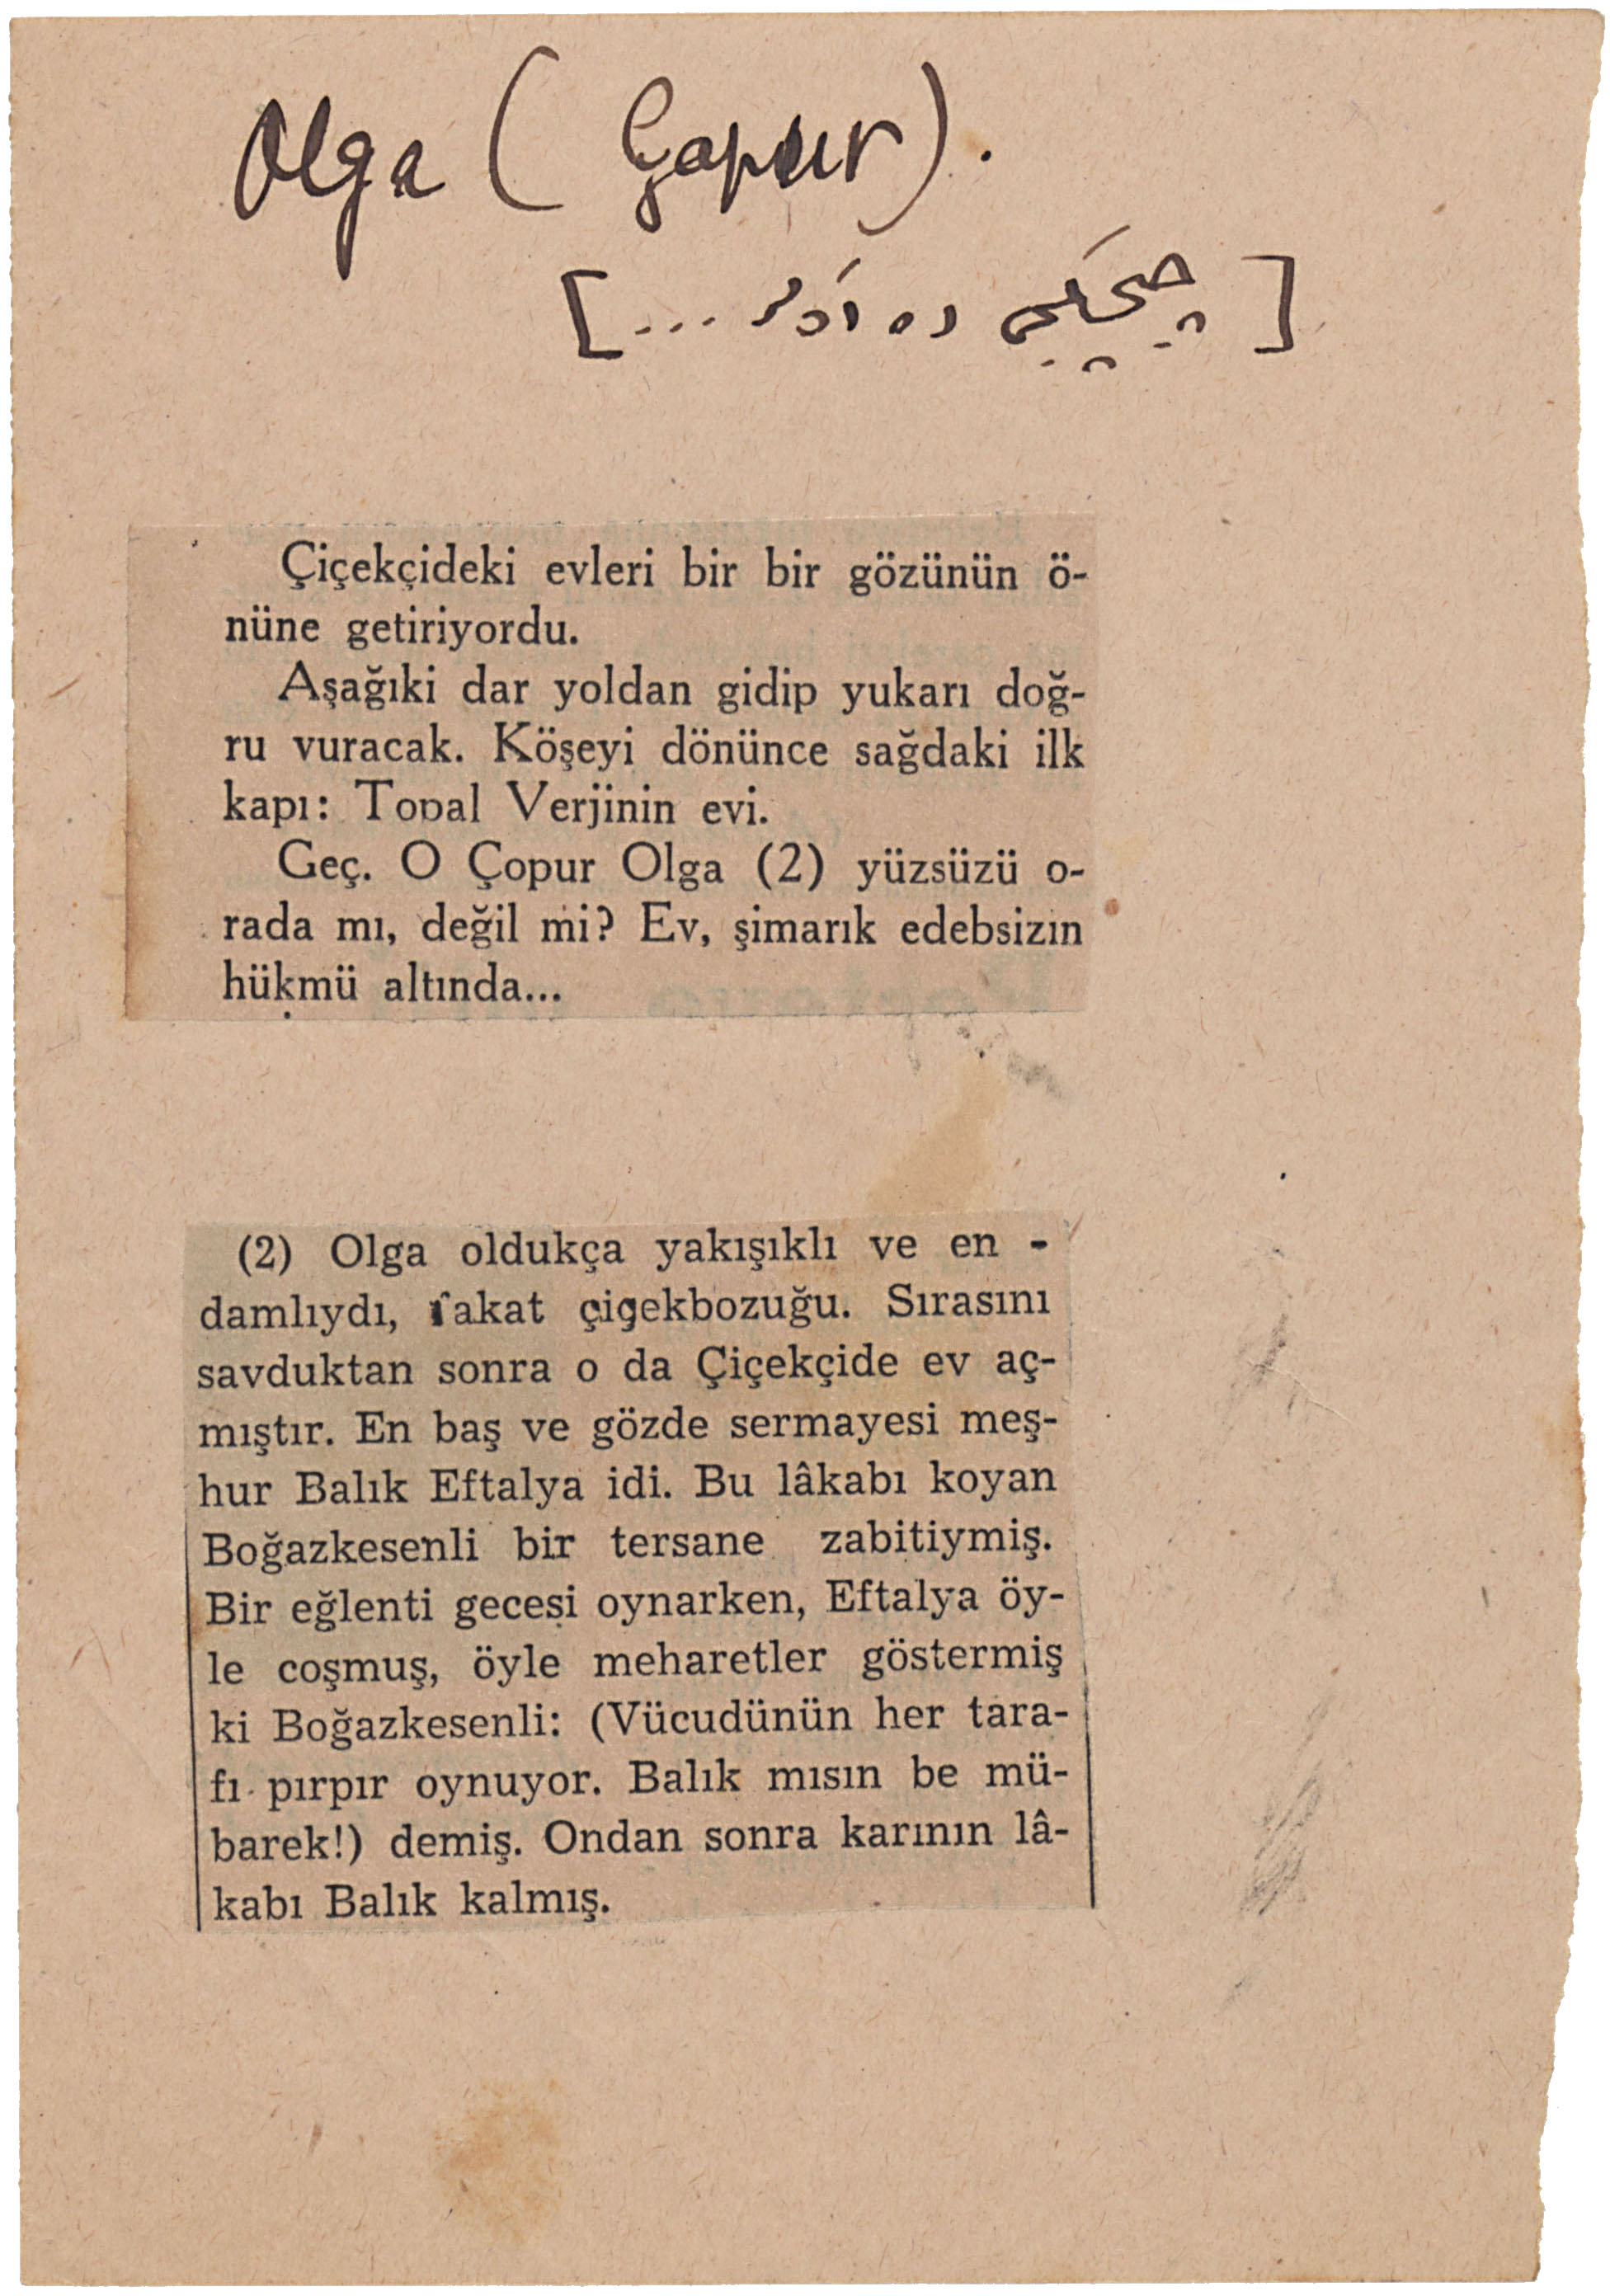 Olga (Çopur).
[چیچکجی ده اولر ...]
Çiçekçideki evleri bir bir gözünün ö-
nüne getiriyordu.
Aşağıki dar yoldan gidip yukarı doğ-
ru vuracak. Köşeyi dönünce sağdaki ilk
kapı: Topal Verjinin evi.
Geç. O Çopur Olga (2) yüzsüzü o-
rada mı, değil mi? Ev, şimarık edebsizin
hükmü altında...
(2) Olga oldukça yakışıklı ve en -
damlıydı, fakat çiçekbozuğu. Sırasını
savduktan sonra o da Çiçekçide ev aç-
mıştır. En baş ve gözde sermayesi meş-
hur Balık Eftalya idi. Bu lâkabı koyan
Boğazkesenli bir tersane zabitiymiş.
Bir eğlenti gecesi oynarken, Eftalya öy-
le coşmuş, öyle meharetler göstermiş
ki Boğazkesenli: (Vücudünün her tara-
fı pırpır oynuyor. Balık mısın be mü-
barek!) demiş. Ondan sonra karının lâ-
kabı Balık kalmış.